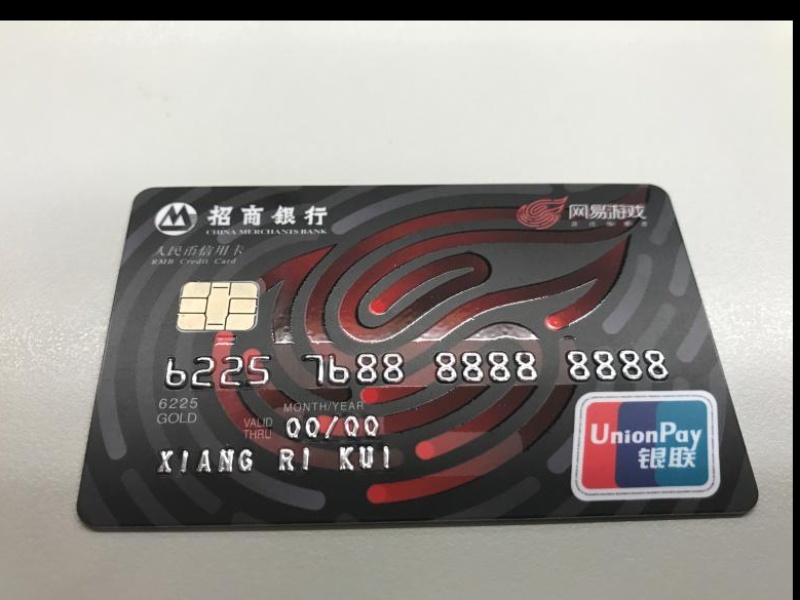 招商银行
CHINA MERCHANTS BANK
网易游戏
人民币信用卡
RMB Credit Card
6225 7688 8888 8888
6225
GOLD
MONTH/YEAR
VALID THRU 00/00
XIANG RI KUI
UnionPay
银联